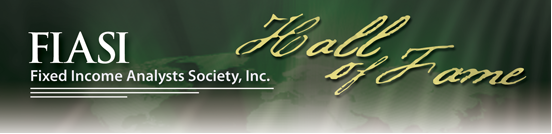 FIASI
Fixed Income Analysts Society, Inc.
Hall
of Fame